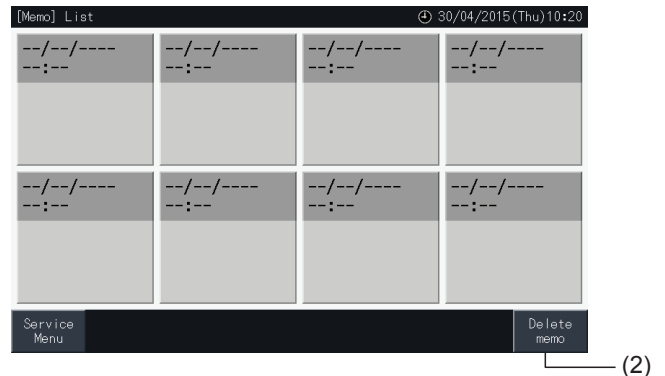 [Memo] List 30/04/2015(Thu)10:20
--/--/---- --/--/---- --/--/---- --/--/----
--:-- --:-- --:-- --:--
--/--/---- --/--/---- --/--/---- --/--/----
--:-- --:-- --:-- --:--
Service Delete
Menu memo
(2)